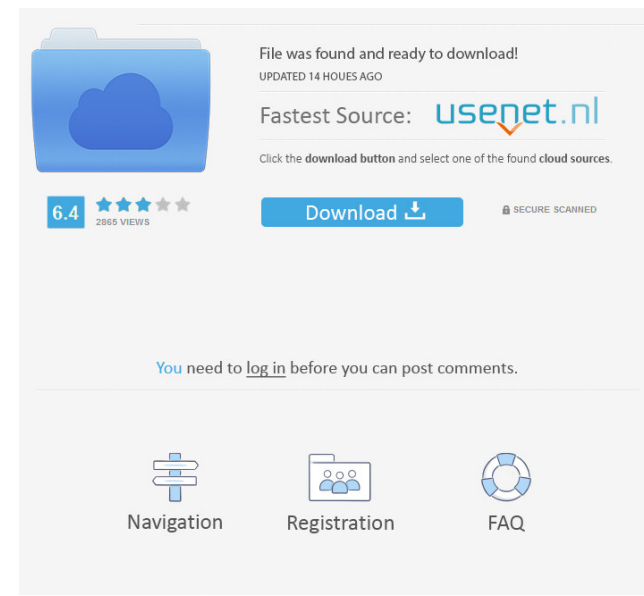 File was found and ready to download!
UPDATED 14 HOUES AGO
Fastest Source: usenet.nl
Click the download button and select one of the found cloud sources.
6.4
2865 VIEWS
Download
SECURE SCANNED
You need to log in before you can post comments.
Navigation
Registration
FAQ